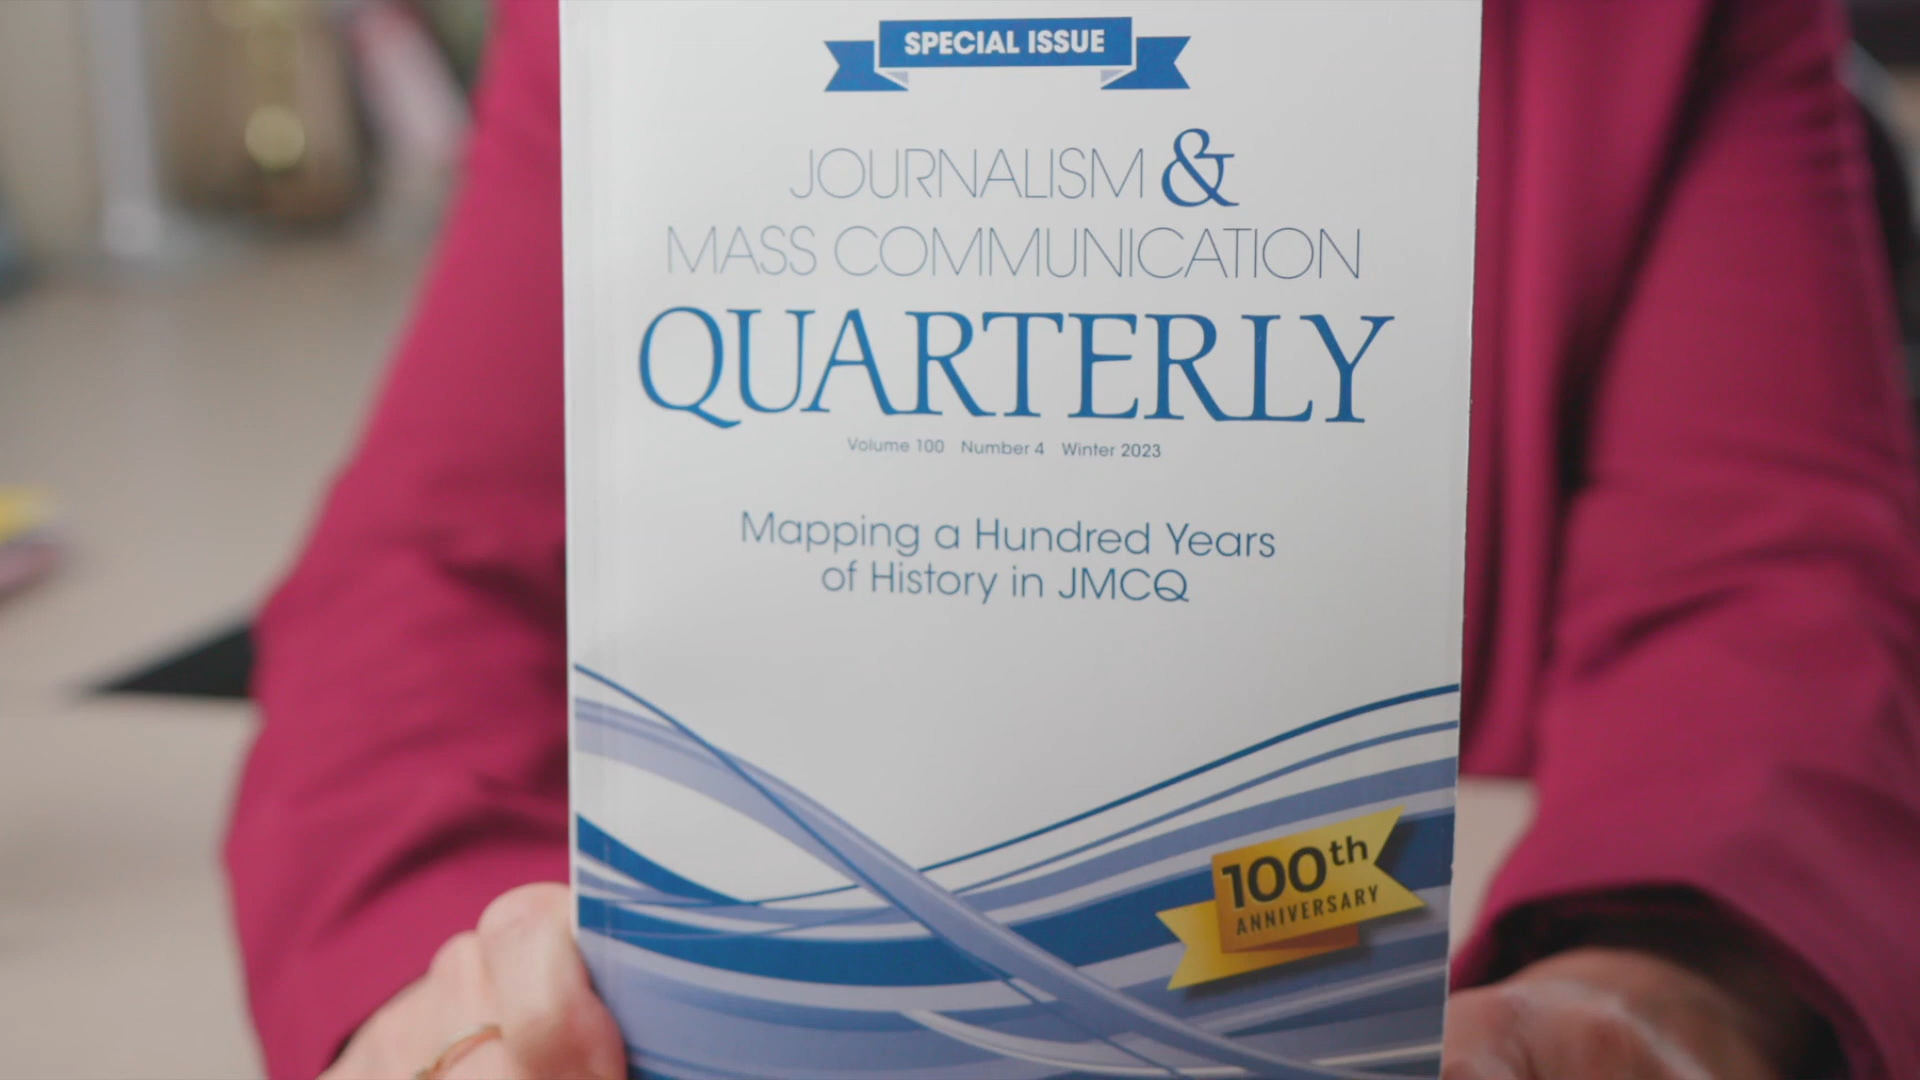 SPECIAL ISSUE
JOURNALISM &
MASS COMMUNICATION
QUARTERLY
Volume 100 Number 4 Winter 2023
Mapping a Hundred Years
of History in JMCQ
100th
ANNIVERSARY